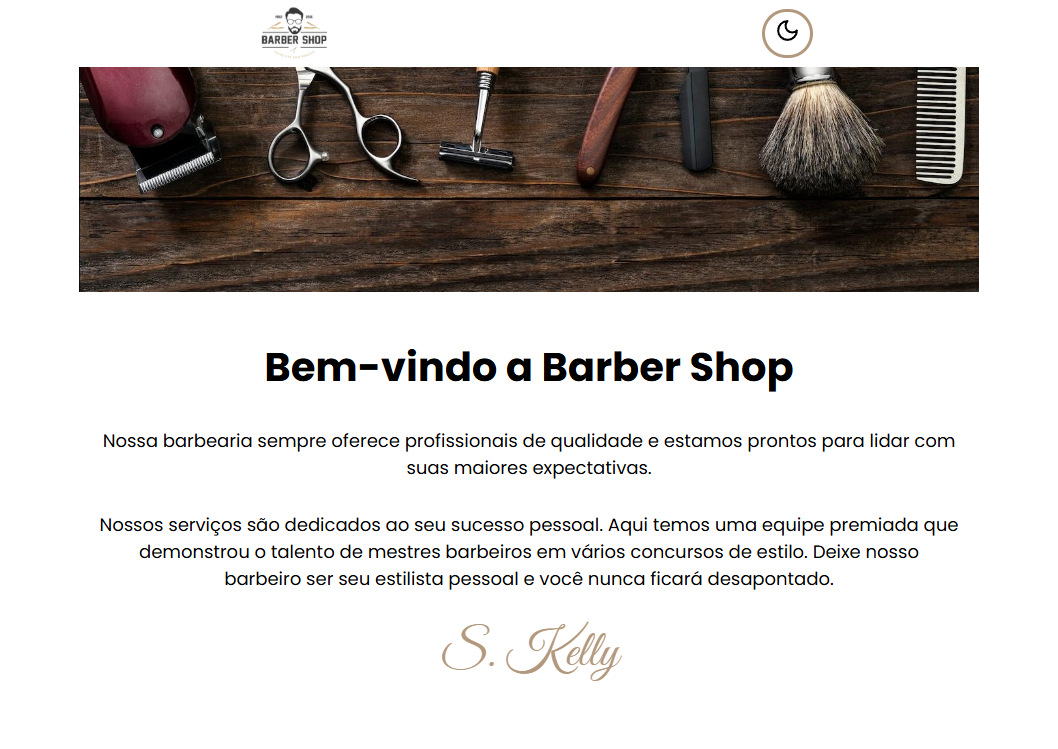 BARBER SHOP
Bem-vindo a Barber Shop
Nossa barbearia sempre oferece profissionais de qualidade e estamos prontos para lidar com
suas maiores expectativas.
Nossos serviços são dedicados ao seu sucesso pessoal. Aqui temos uma equipe premiada que
demonstrou o talento de mestres barbeiros em vários concursos de estilo. Deixe nosso
barbeiro ser seu estilista pessoal e você nunca ficará desapontado.
S. Kelly